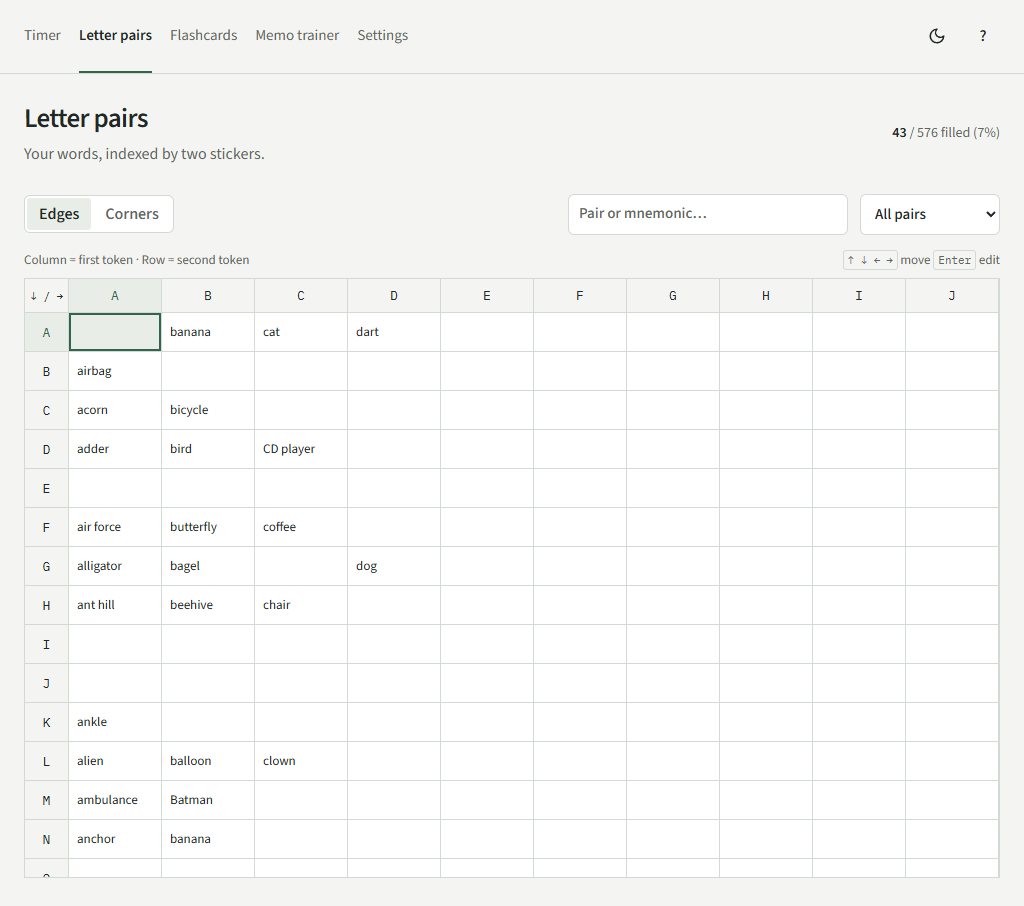 Timer Letter pairs Flashcards Memo trainer Settings ?
Letter pairs
43 / 576 filled (7%)
Your words, indexed by two stickers.
Edges Corners Pair or mnemonic... All pairs
Column = first token · Row = second token ↑ ↓ ← → move Enter edit
↓ / → A B C D E F G H I J
A banana cat dart
B airbag
C acorn bicycle
D adder bird CD player
E
F air force butterfly coffee
G alligator bagel dog
H ant hill beehive chair
I
J
K ankle
L alien balloon clown
M ambulance Batman
N anchor banana